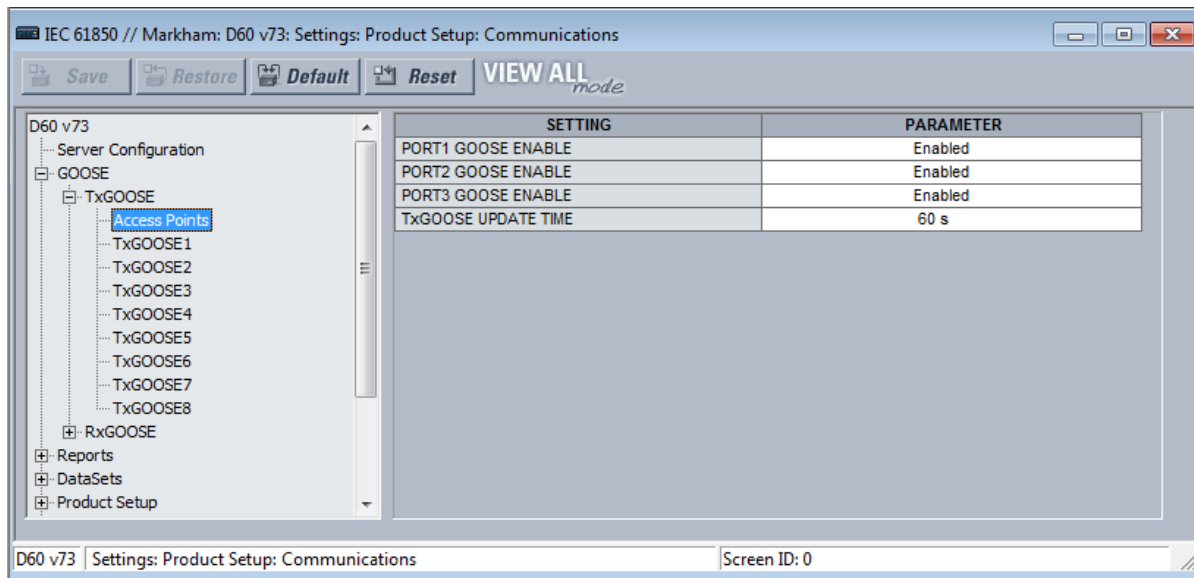 IEC 61850 // Markham: D60 v73: Settings: Product Setup: Communications
Save Restore Default Reset VIEW ALL mode
D60 v73
Server Configuration
GOOSE
TxGOOSE
Access Points
TxGOOSE1
TxGOOSE2
TxGOOSE3
TxGOOSE4
TxGOOSE5
TxGOOSE6
TxGOOSE7
TxGOOSE8
RxGOOSE
Reports
DataSets
Product Setup
SETTING PARAMETER
PORT1 GOOSE ENABLE Enabled
PORT2 GOOSE ENABLE Enabled
PORT3 GOOSE ENABLE Enabled
TxGOOSE UPDATE TIME 60 s
D60 v73 Settings: Product Setup: Communications Screen ID: 0